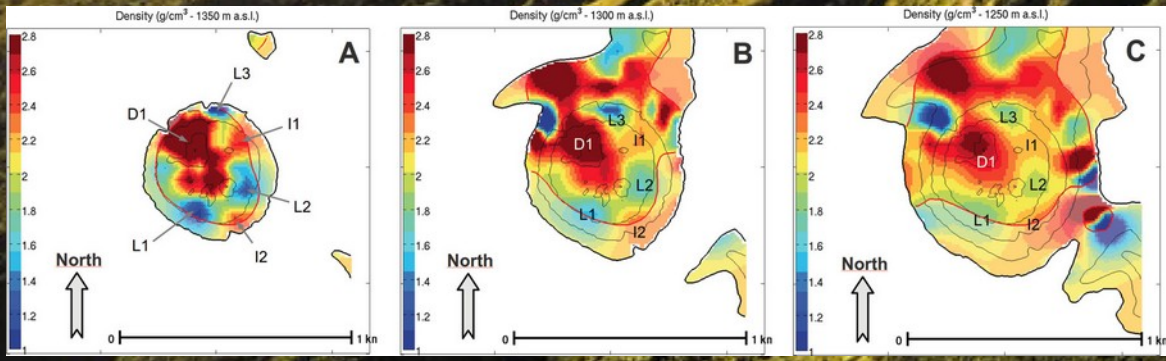 Density (g/cm³ - 1350 m a.s.l.)
A
2.8
2.6
2.4
2.2
2
1.8
1.6
1.4
1.2
1
L3
D1
I1
L2
L1
I2
North
0
1 kn
Density (g/cm³ - 1300 m a.s.l.)
B
2.8
2.6
2.4
2.2
2
1.8
1.6
1.4
1.2
1
L3
D1
I1
L2
L1
I2
North
0
1 kn
Density (g/cm³ - 1250 m a.s.l.)
C
2.8
2.6
2.4
2.2
2
1.8
1.6
1.4
1.2
1
L3
D1
I1
L2
L1
I2
North
0
1 kn